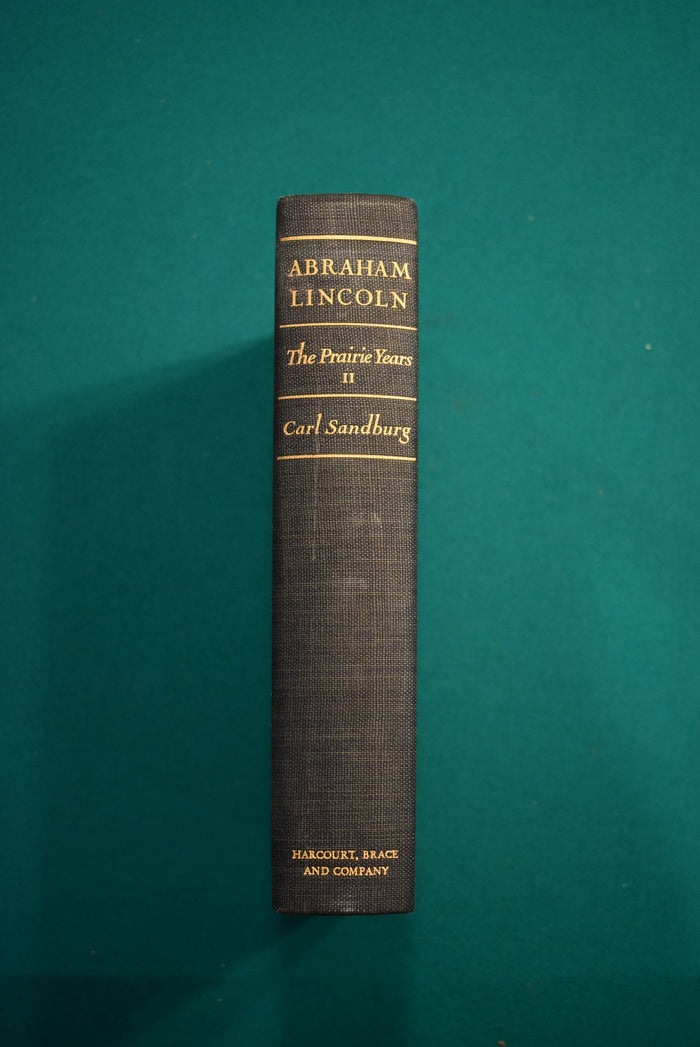 ABRAHAM
LINCOLN
The Prairie Years
II
Carl Sandburg
HARCOURT, BRACE
AND COMPANY